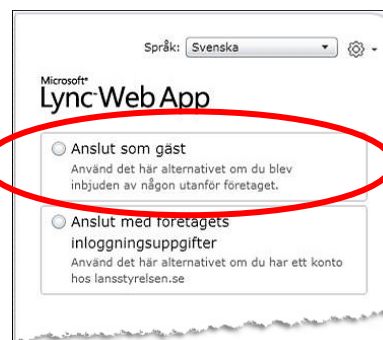 Språk: Svenska
Microsoft®
Lync Web App
Anslut som gäst
Använd det här alternativet om du blev
inbjuden av någon utanför företaget.
Anslut med företagets
inloggningsuppgifter
Använd det här alternativet om du har ett konto
hos lansstyrelsen.se